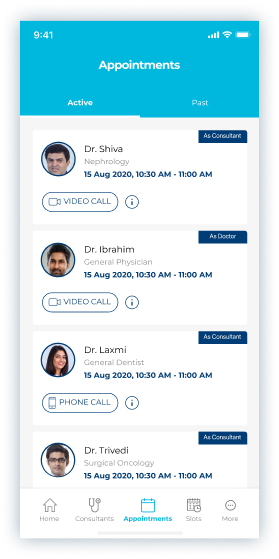 9:41
Appointments
Active
Past
As Consultant
Dr. Shiva
Nephrology
15 Aug 2020, 10:30 AM - 11:00 AM
VIDEO CALL
As Doctor
Dr. Ibrahim
General Physician
15 Aug 2020, 10:30 AM - 11:00 AM
VIDEO CALL
As Consultant
Dr. Laxmi
General Dentist
15 Aug 2020, 10:30 AM - 11:00 AM
PHONE CALL
As Consultant
Dr. Trivedi
Surgical Oncology
15 Aug 2020, 10:30 AM - 11:00 AM
Home
Consultants
Appointments
Slots
More